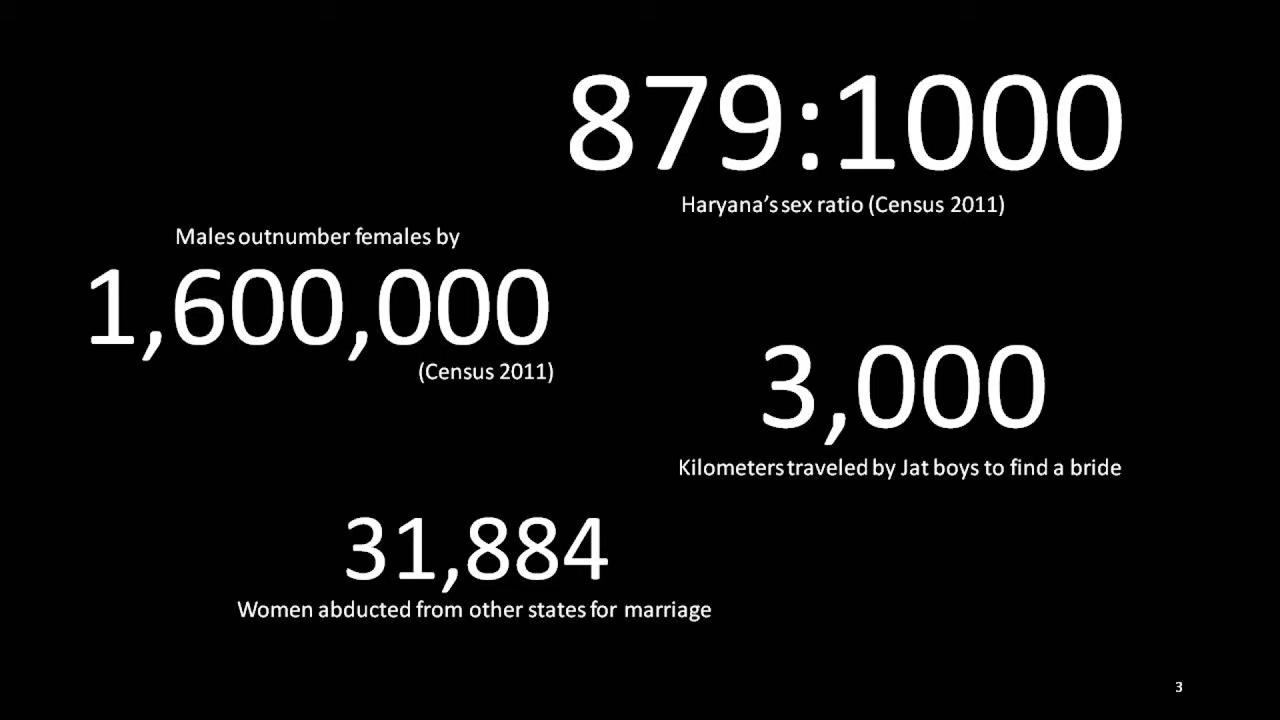 879:1000
Haryana's sex ratio (Census 2011)
Males outnumber females by
1,600,000
(Census 2011)
3,000
Kilometers traveled by Jat boys to find a bride
31,884
Women abducted from other states for marriage
3